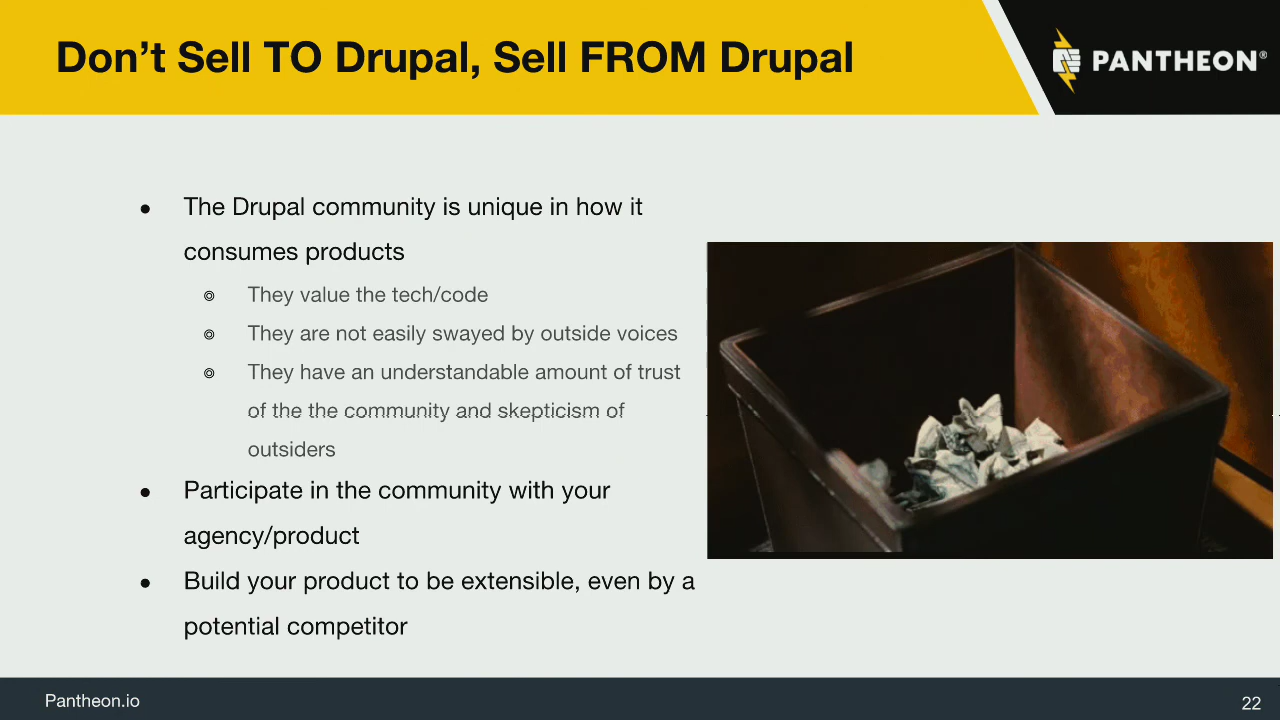 Don’t Sell TO Drupal, Sell FROM Drupal
PANTHEON®
● The Drupal community is unique in how it
consumes products
◎ They value the tech/code
◎ They are not easily swayed by outside voices
◎ They have an understandable amount of trust
of the the community and skepticism of
outsiders
● Participate in the community with your
agency/product
● Build your product to be extensible, even by a
potential competitor
Pantheon.io
22